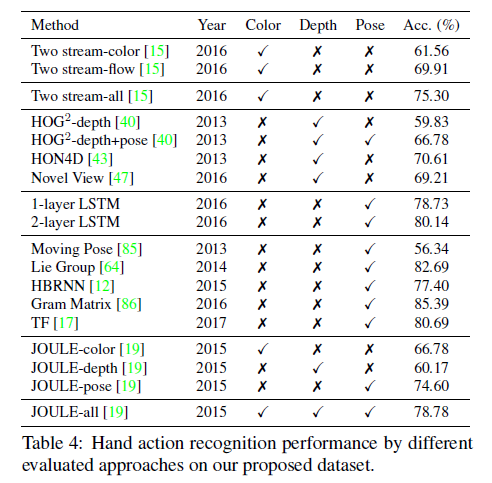 Method Year Color Depth Pose Acc. (%)
Two stream-color [15] 2016 ✓ ✗ ✗ 61.56
Two stream-flow [15] 2016 ✓ ✗ ✗ 69.91
Two stream-all [15] 2016 ✓ ✗ ✗ 75.30
HOG²-depth [40] 2013 ✗ ✓ ✗ 59.83
HOG²-depth+pose [40] 2013 ✗ ✓ ✓ 66.78
HON4D [43] 2013 ✗ ✓ ✗ 70.61
Novel View [47] 2016 ✗ ✓ ✗ 69.21
1-layer LSTM 2016 ✗ ✗ ✓ 78.73
2-layer LSTM 2016 ✗ ✗ ✓ 80.14
Moving Pose [85] 2013 ✗ ✗ ✓ 56.34
Lie Group [64] 2014 ✗ ✗ ✓ 82.69
HBRNN [12] 2015 ✗ ✗ ✓ 77.40
Gram Matrix [86] 2016 ✗ ✗ ✓ 85.39
TF [17] 2017 ✗ ✗ ✓ 80.69
JOULE-color [19] 2015 ✓ ✗ ✗ 66.78
JOULE-depth [19] 2015 ✗ ✓ ✗ 60.17
JOULE-pose [19] 2015 ✗ ✗ ✓ 74.60
JOULE-all [19] 2015 ✓ ✓ ✓ 78.78
Table 4: Hand action recognition performance by different
evaluated approaches on our proposed dataset.